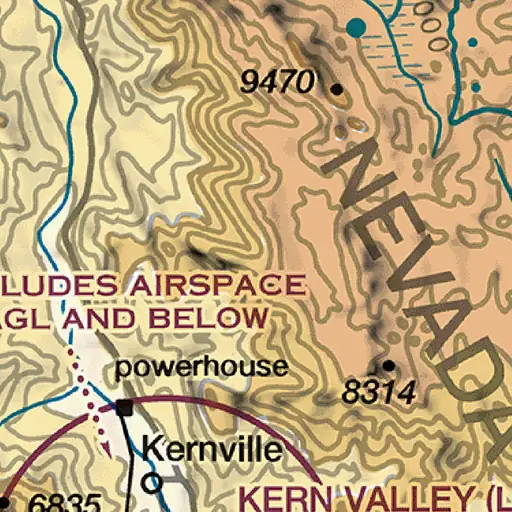 9470
NEVADA
LUDES AIRSPACE
AGL AND BELOW
powerhouse
8314
Kernville
6835
KERN VALLEY (L